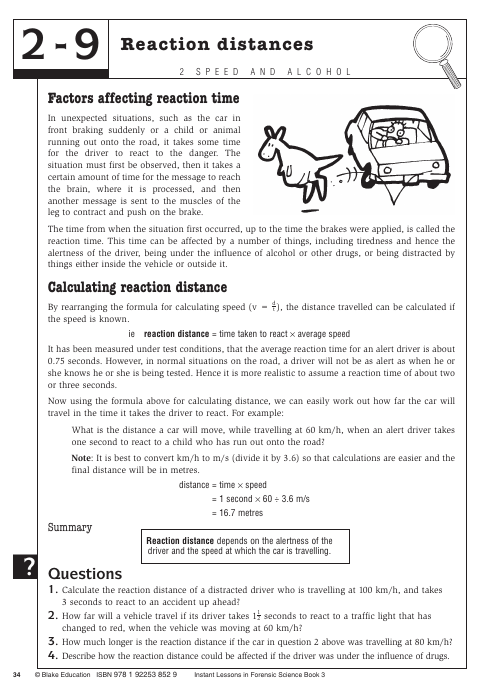 2 - 9
Reaction distances
2 SPEED AND ALCOHOL
Factors affecting reaction time
In unexpected situations, such as the car in
front braking suddenly or a child or animal
running out onto the road, it takes some time
for the driver to react to the danger. The
situation must first be observed, then it takes a
certain amount of time for the message to reach
the brain, where it is processed, and then
another message is sent to the muscles of the
leg to contract and push on the brake.
The time from when the situation first occurred, up to the time the brakes were applied, is called the
reaction time. This time can be affected by a number of things, including tiredness and hence the
alertness of the driver, being under the influence of alcohol or other drugs, or being distracted by
things either inside the vehicle or outside it.
Calculating reaction distance
By rearranging the formula for calculating speed (v = d/t), the distance travelled can be calculated if
the speed is known.
ie reaction distance = time taken to react × average speed
It has been measured under test conditions, that the average reaction time for an alert driver is about
0.75 seconds. However, in normal situations on the road, a driver will not be as alert as when he or
she knows he or she is being tested. Hence it is more realistic to assume a reaction time of about two
or three seconds.
Now using the formula above for calculating distance, we can easily work out how far the car will
travel in the time it takes the driver to react. For example:
What is the distance a car will move, while travelling at 60 km/h, when an alert driver takes
one second to react to a child who has run out onto the road?
Note: It is best to convert km/h to m/s (divide it by 3.6) so that calculations are easier and the
final distance will be in metres.
distance = time × speed
= 1 second × 60 ÷ 3.6 m/s
= 16.7 metres
Summary
Reaction distance depends on the alertness of the
driver and the speed at which the car is travelling.
?
Questions
1. Calculate the reaction distance of a distracted driver who is travelling at 100 km/h, and takes
3 seconds to react to an accident up ahead?
2. How far will a vehicle travel if its driver takes 1½ seconds to react to a traffic light that has
changed to red, when the vehicle was moving at 60 km/h?
3. How much longer is the reaction distance if the car in question 2 above was travelling at 80 km/h?
4. Describe how the reaction distance could be affected if the driver was under the influence of drugs.
34 © Blake Education ISBN 978 1 92253 852 9 Instant Lessons in Forensic Science Book 3